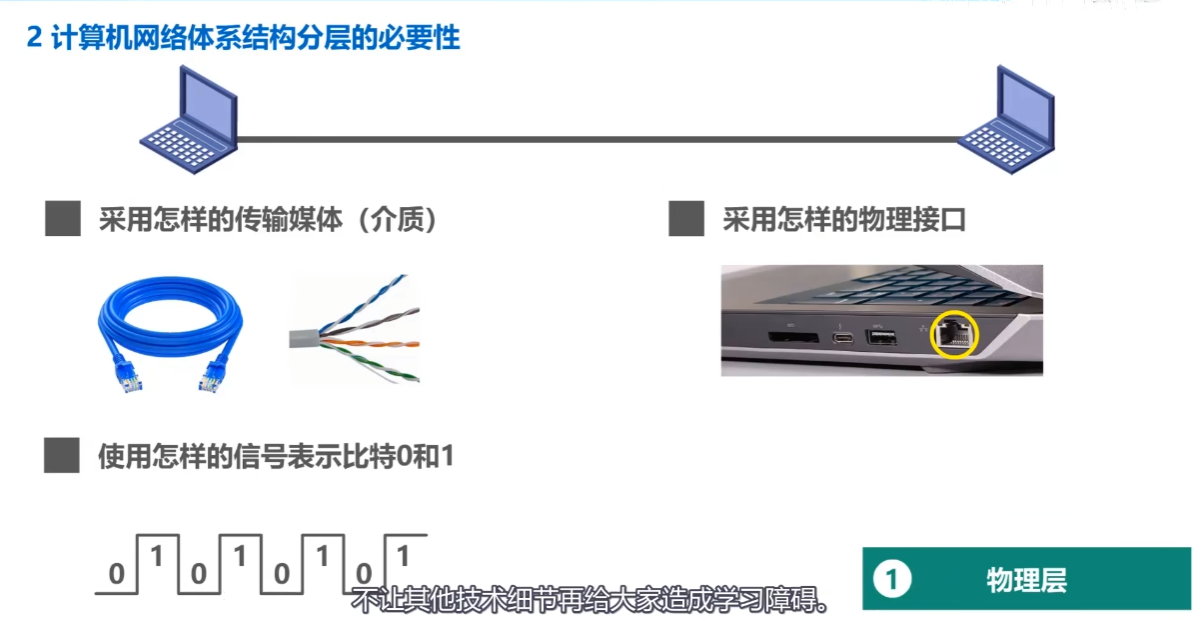 2 计算机网络体系结构分层的必要性
采用怎样的传输媒体（介质）
采用怎样的物理接口
使用怎样的信号表示比特0和1
0 1 0 1 0 1 0 1
1 物理层
不让其他技术细节再给大家造成学习障碍。